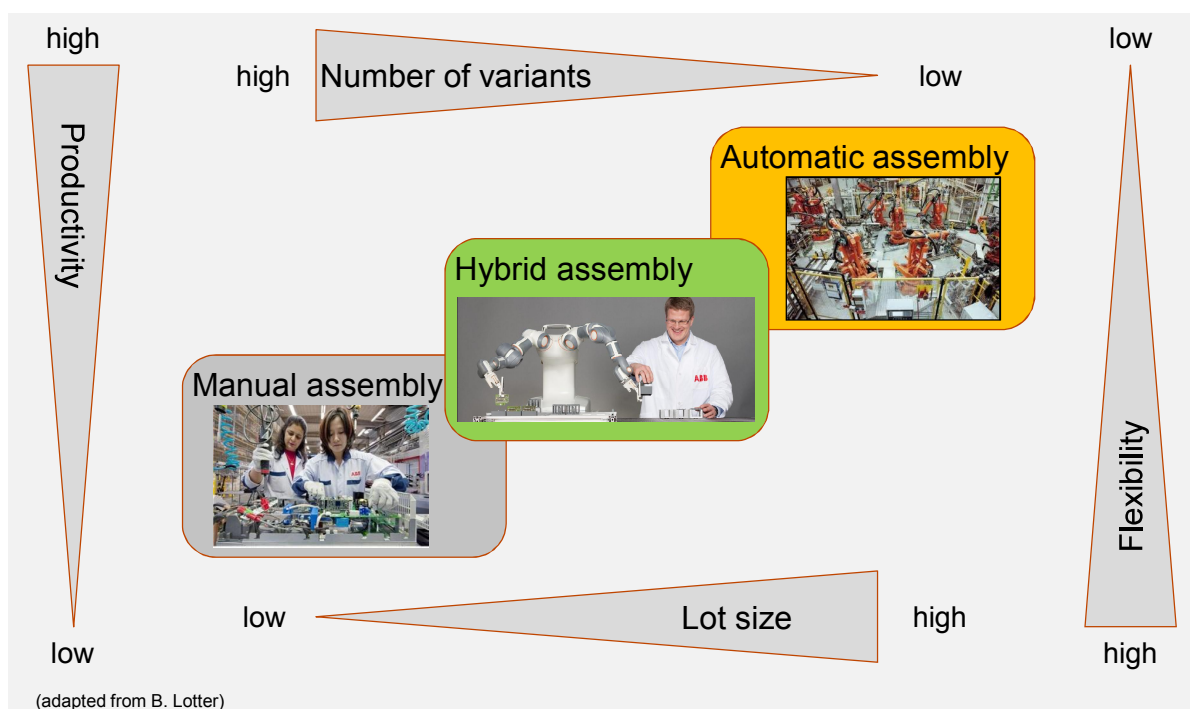 high
low
high
Number of variants
low
Productivity
Automatic assembly
Hybrid assembly
ABB
Manual assembly
ABB
Flexibility
low
Lot size
high
low
high
(adapted from B. Lotter)